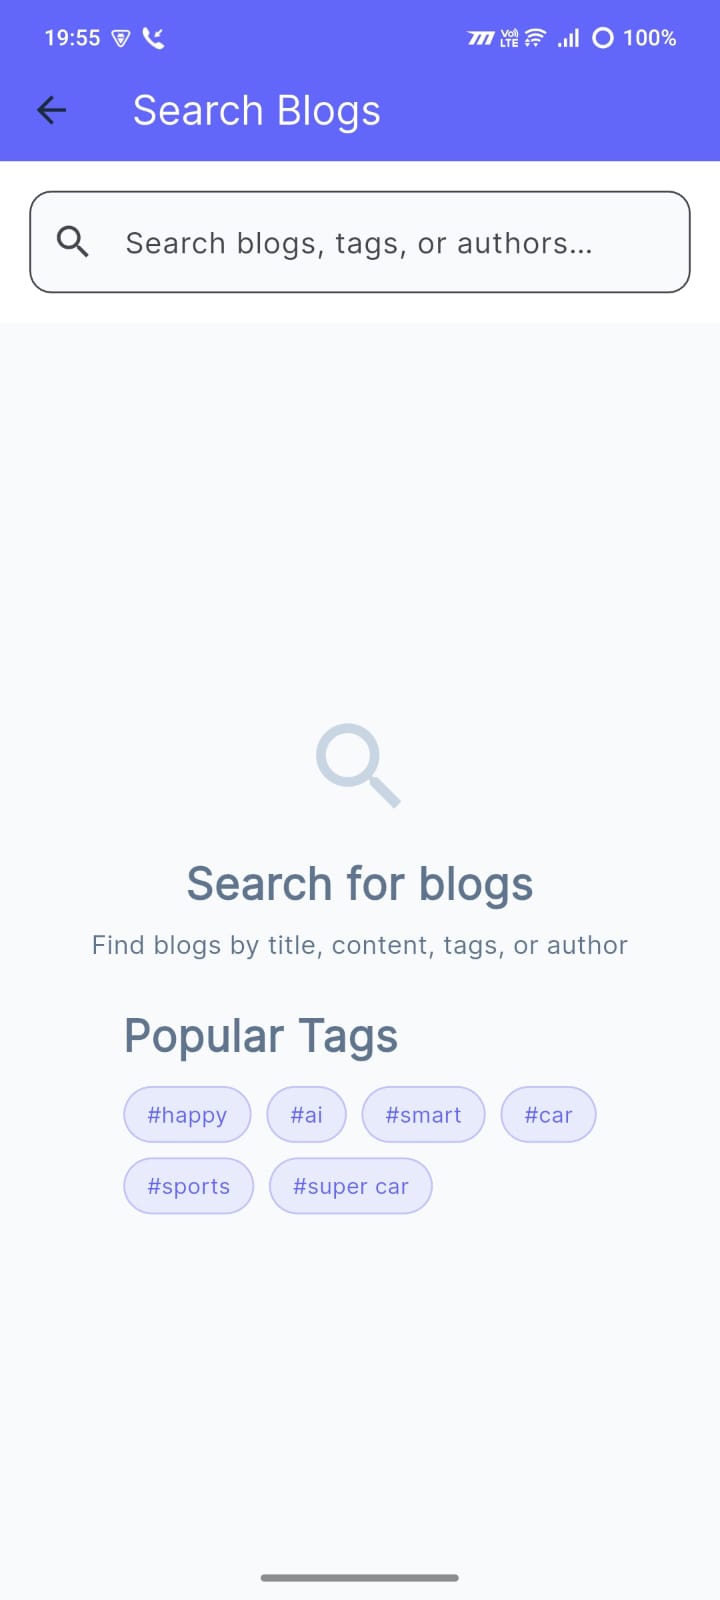 19:55 Vo) LTE 100%
Search Blogs
Search blogs, tags, or authors...
Search for blogs
Find blogs by title, content, tags, or author
Popular Tags
#happy #ai #smart #car
#sports #super car